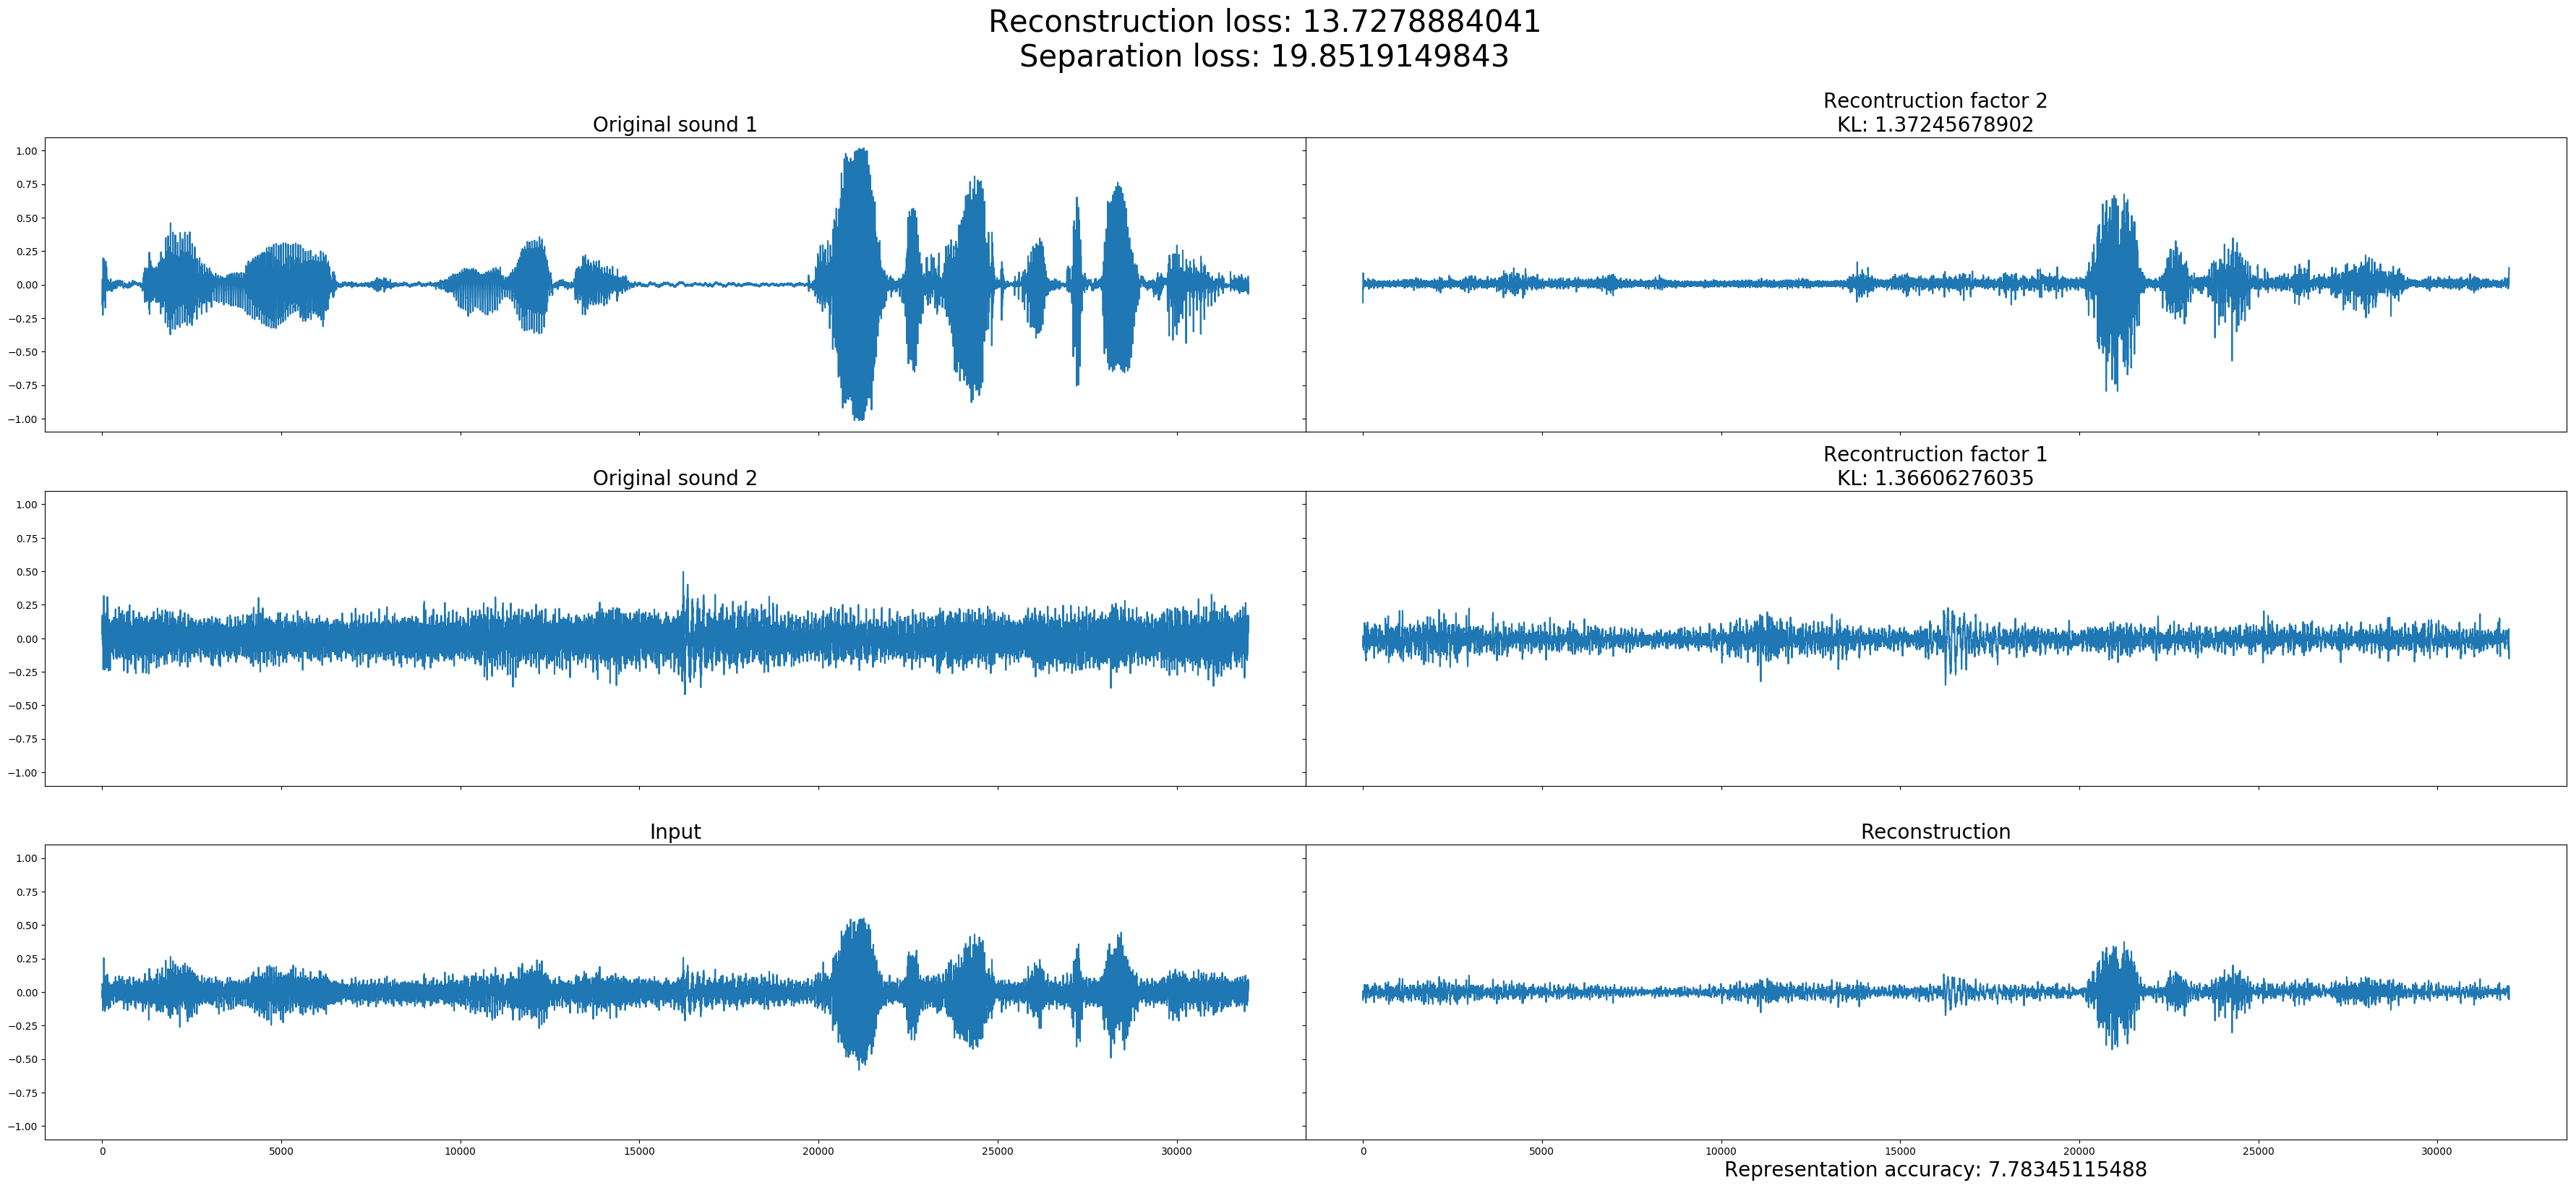 Reconstruction loss: 13.7278884041
Separation loss: 19.8519149843
Original sound 1
1.00
0.75
0.50
0.25
0.00
−0.25
−0.50
−0.75
−1.00
Recontruction factor 2
KL: 1.37245678902
Original sound 2
1.00
0.75
0.50
0.25
0.00
−0.25
−0.50
−0.75
−1.00
Recontruction factor 1
KL: 1.36606276035
Input
1.00
0.75
0.50
0.25
0.00
−0.25
−0.50
−0.75
−1.00
0 5000 10000 15000 20000 25000 30000
Reconstruction
0 5000 10000 15000 20000 25000 30000
Representation accuracy: 7.78345115488